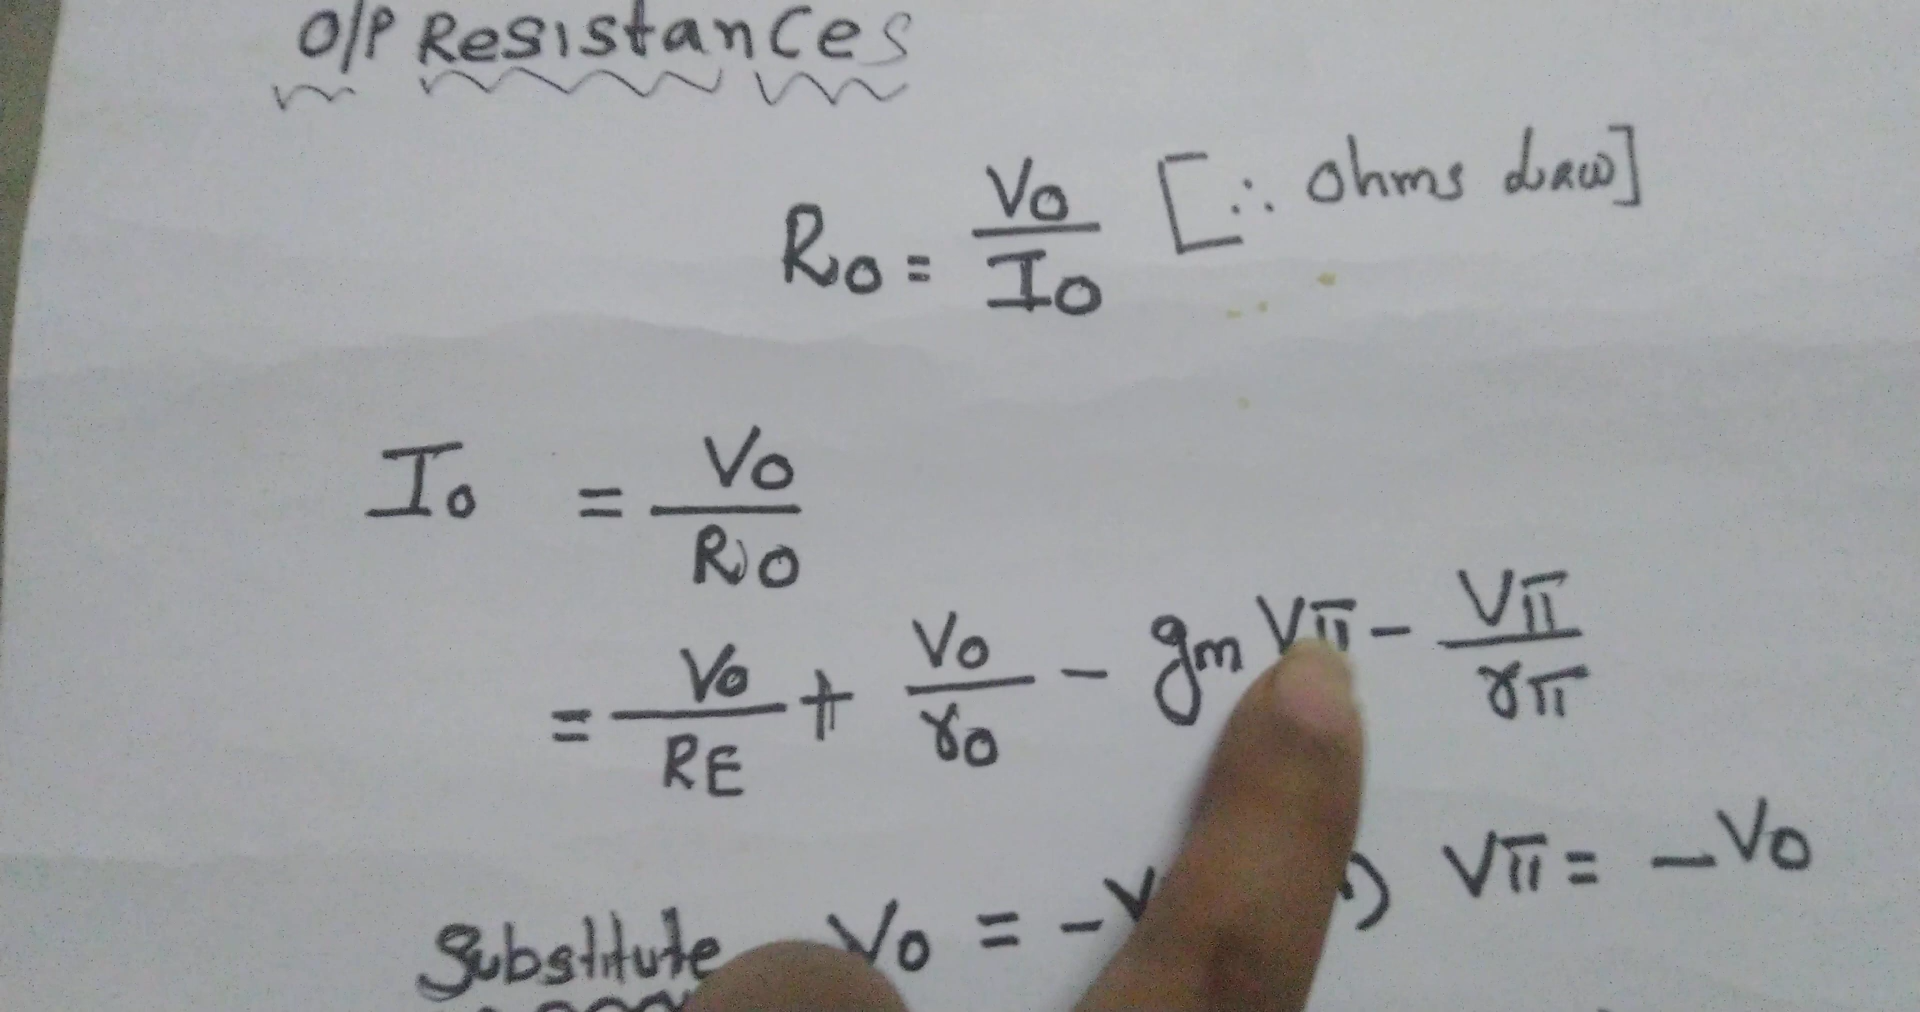 O/P Resistances
Ro = Vo/Io [∴ ohms Law]
Io = Vo/Ro
= Vo/RE + Vo/ro - gm Vπ - Vπ/rπ
Substitute Vo = -V Vπ = -Vo